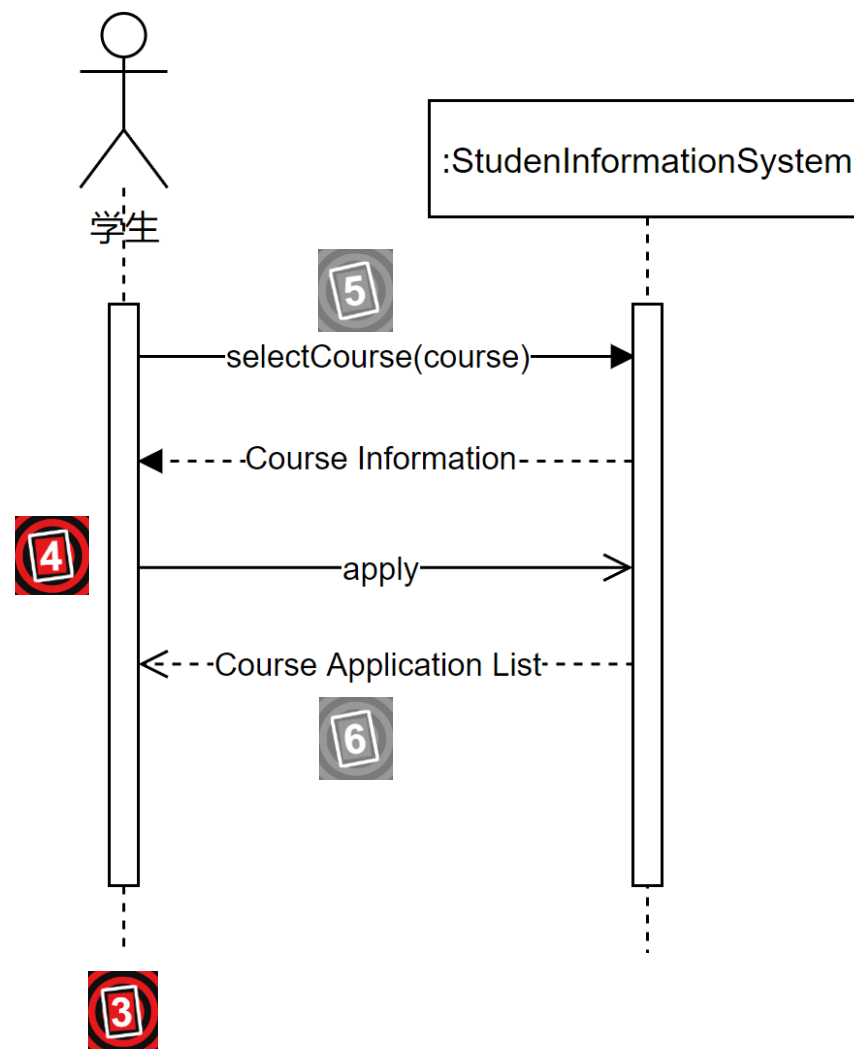 :StudenInformationSystem
学生
5
selectCourse(course)
Course Information
4
apply
Course Application List
6
3